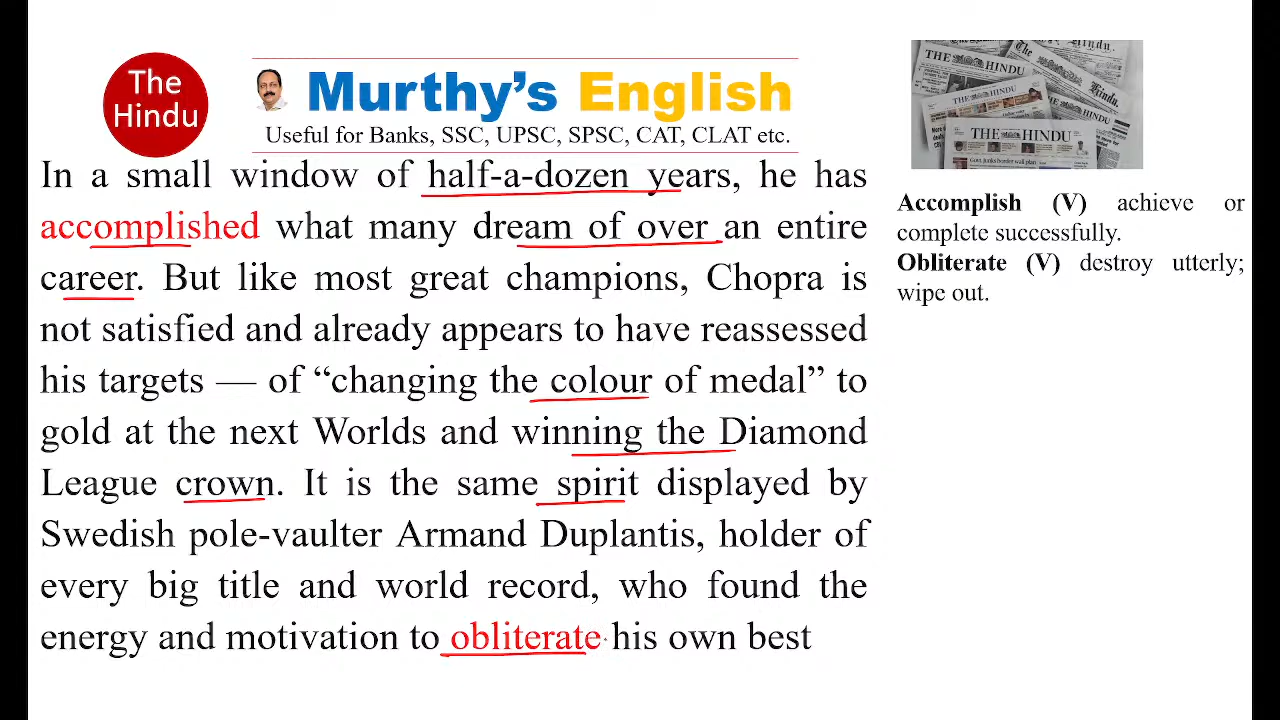 The
Hindu
Murthy's English
Useful for Banks, SSC, UPSC, SPSC, CAT, CLAT etc.
In a small window of half-a-dozen years, he has
accomplished what many dream of over an entire
career. But like most great champions, Chopra is
not satisfied and already appears to have reassessed
his targets — of “changing the colour of medal” to
gold at the next Worlds and winning the Diamond
League crown. It is the same spirit displayed by
Swedish pole-vaulter Armand Duplantis, holder of
every big title and world record, who found the
energy and motivation to obliterate his own best
THE HINDU
THE HINDU
THE HINDU
Hindu.
Accomplish (V) achieve or
complete successfully.
Obliterate (V) destroy utterly;
wipe out.